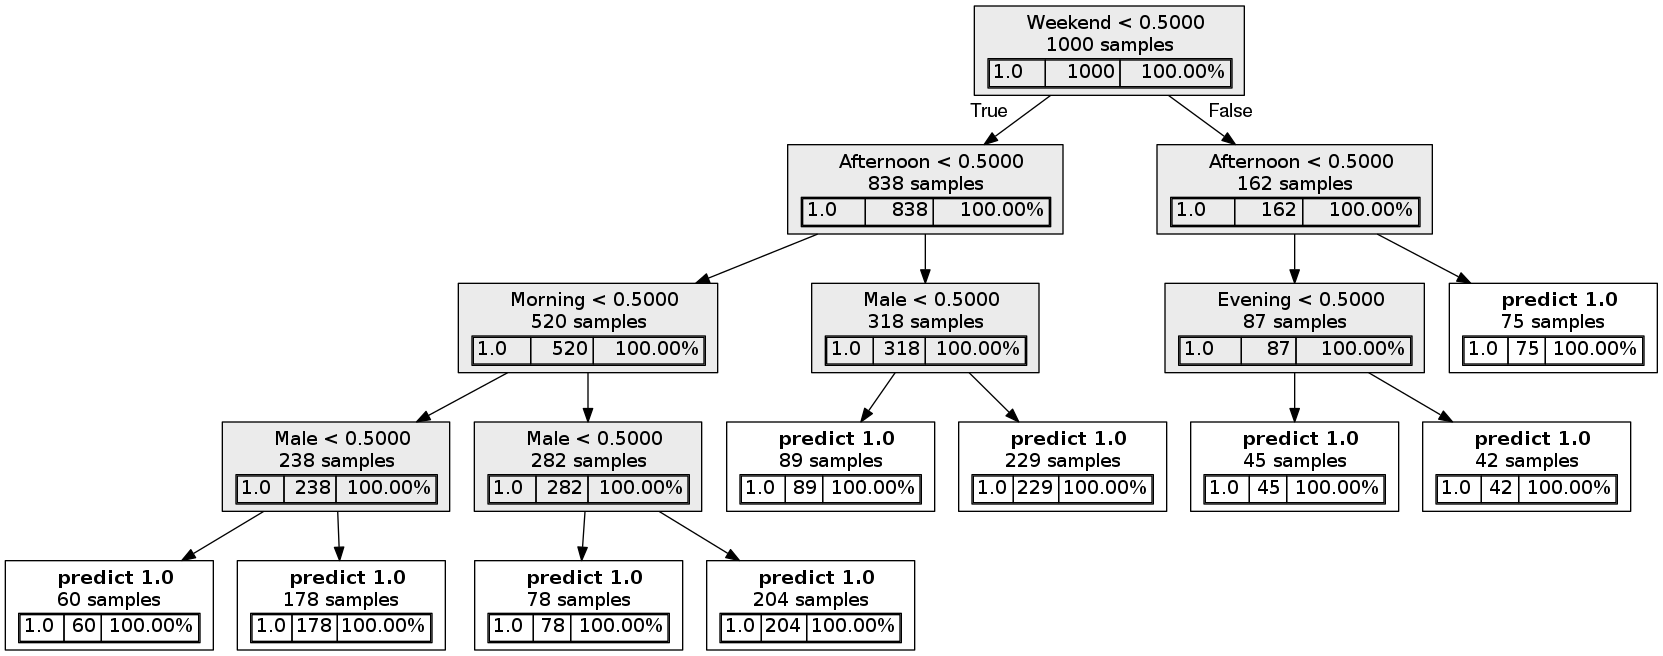 Weekend < 0.5000
1000 samples
1.0 1000 100.00%
True False
Afternoon < 0.5000
838 samples
1.0 838 100.00%
Afternoon < 0.5000
162 samples
1.0 162 100.00%
Morning < 0.5000
520 samples
1.0 520 100.00%
Male < 0.5000
318 samples
1.0 318 100.00%
Evening < 0.5000
87 samples
1.0 87 100.00%
predict 1.0
75 samples
1.0 75 100.00%
Male < 0.5000
238 samples
1.0 238 100.00%
Male < 0.5000
282 samples
1.0 282 100.00%
predict 1.0
89 samples
1.0 89 100.00%
predict 1.0
229 samples
1.0 229 100.00%
predict 1.0
45 samples
1.0 45 100.00%
predict 1.0
42 samples
1.0 42 100.00%
predict 1.0
60 samples
1.0 60 100.00%
predict 1.0
178 samples
1.0 178 100.00%
predict 1.0
78 samples
1.0 78 100.00%
predict 1.0
204 samples
1.0 204 100.00%